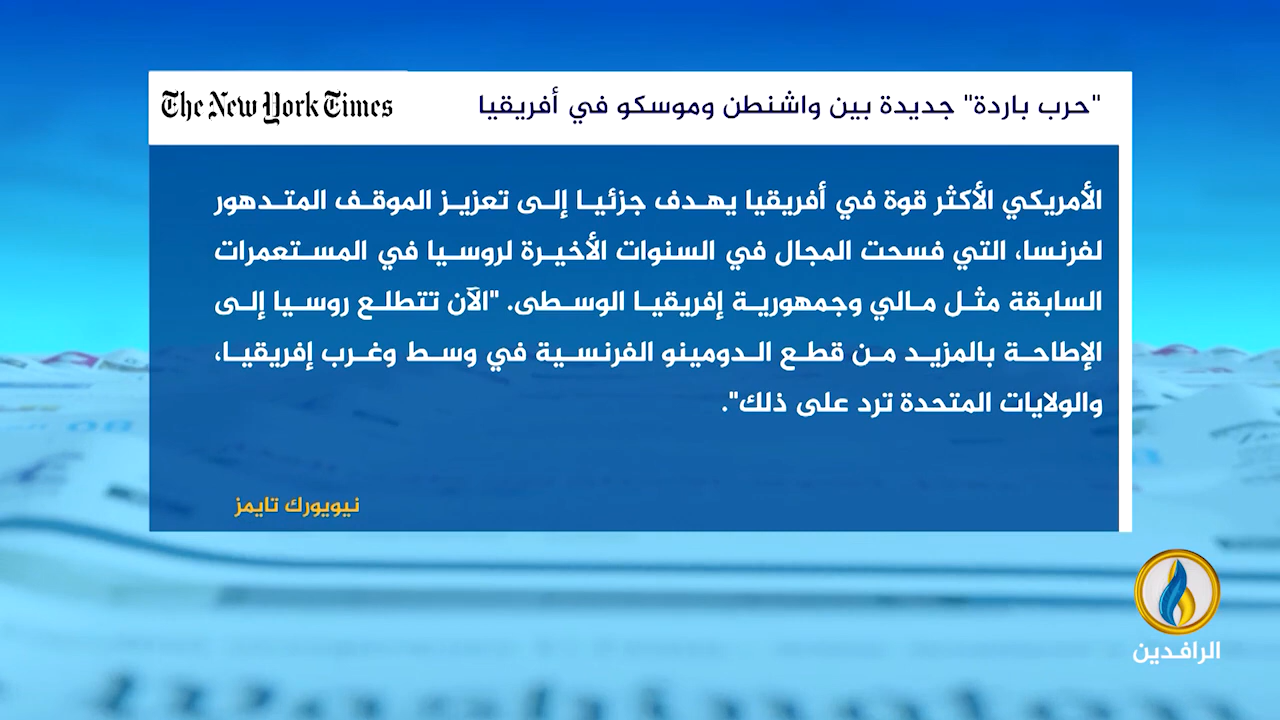 "حرب باردة" جديدة بين واشنطن وموسكو في أفريقيا
The New York Times
الأمريكي الأكثر قوة في أفريقيا يهدف جزئيا إلى تعزيز الموقف المتدهور
لفرنسا، التي فسحت المجال في السنوات الأخيرة لروسيا في المستعمرات
السابقة مثل مالي وجمهورية إفريقيا الوسطى. "الآن تتطلع روسيا إلى
الإطاحة بالمزيد من قطع الدومينو الفرنسية في وسط وغرب إفريقيا،
والولايات المتحدة ترد على ذلك".
نيويورك تايمز
الرافدين